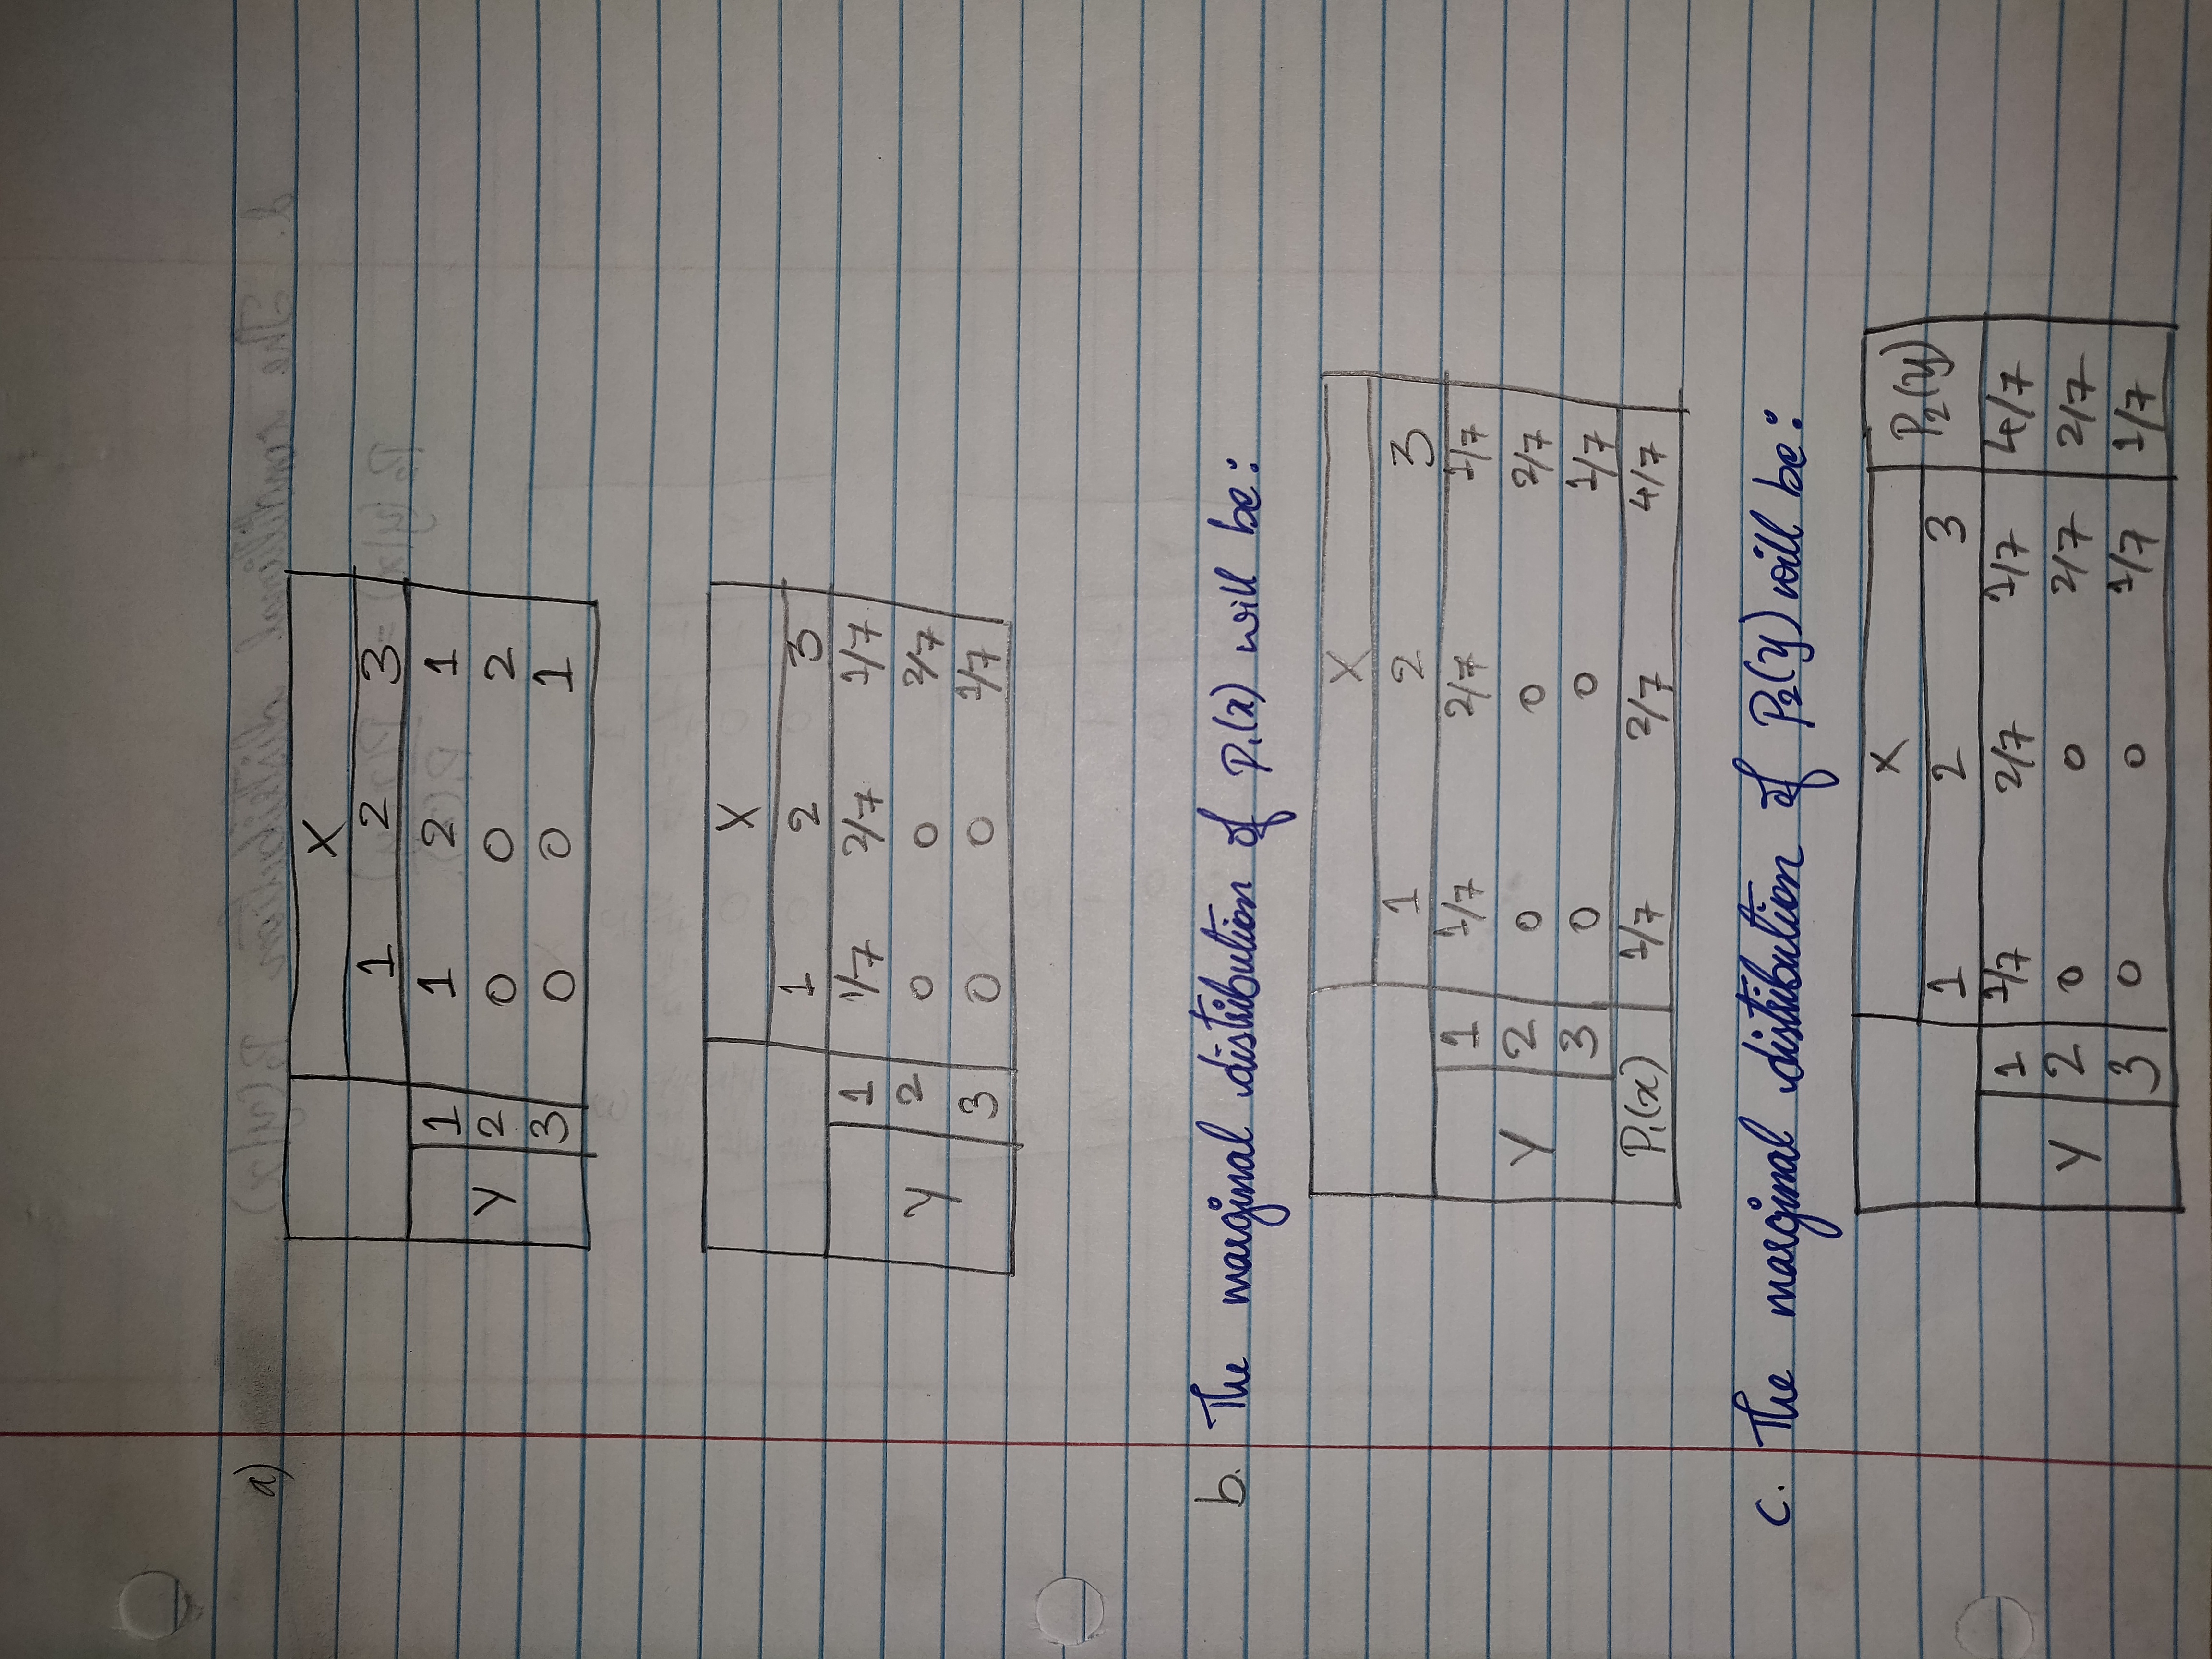 a)
X
1 2 3
1 1 2 1
Y 2 0 0 2
3 0 0 1
X
1 2 3
1 1/7 2/7 1/7
Y 2 0 0 2/7
3 0 0 1/7
b. The marginal distribution of P₁(x) will be:
X
1 2 3
1 1/7 2/7 1/7
Y 2 0 0 2/7
3 0 0 1/7
P₁(x) 1/7 2/7 4/7
c. The marginal distribution of P₂(y) will be:
X P₂(y)
1 2 3
1 1/7 2/7 1/7 4/7
Y 2 0 0 2/7 2/7
3 0 0 1/7 1/7